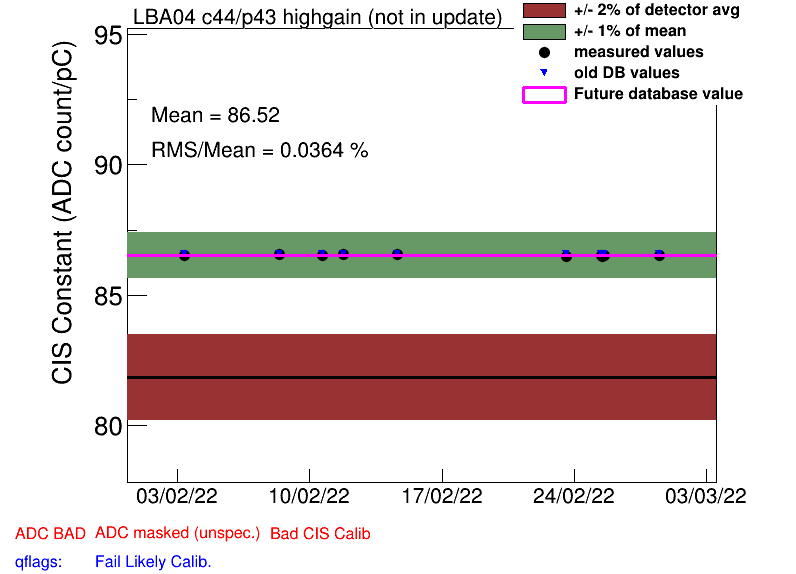 LBA04 c44/p43 highgain (not in update)
+/- 2% of detector avg
+/- 1% of mean
measured values
old DB values
Future database value
Mean = 86.52
RMS/Mean = 0.0364 %
CIS Constant (ADC count/pC)
95
90
85
80
03/02/22 10/02/22 17/02/22 24/02/22 03/03/22
ADC BAD ADC masked (unspec.) Bad CIS Calib
qflags: Fail Likely Calib.